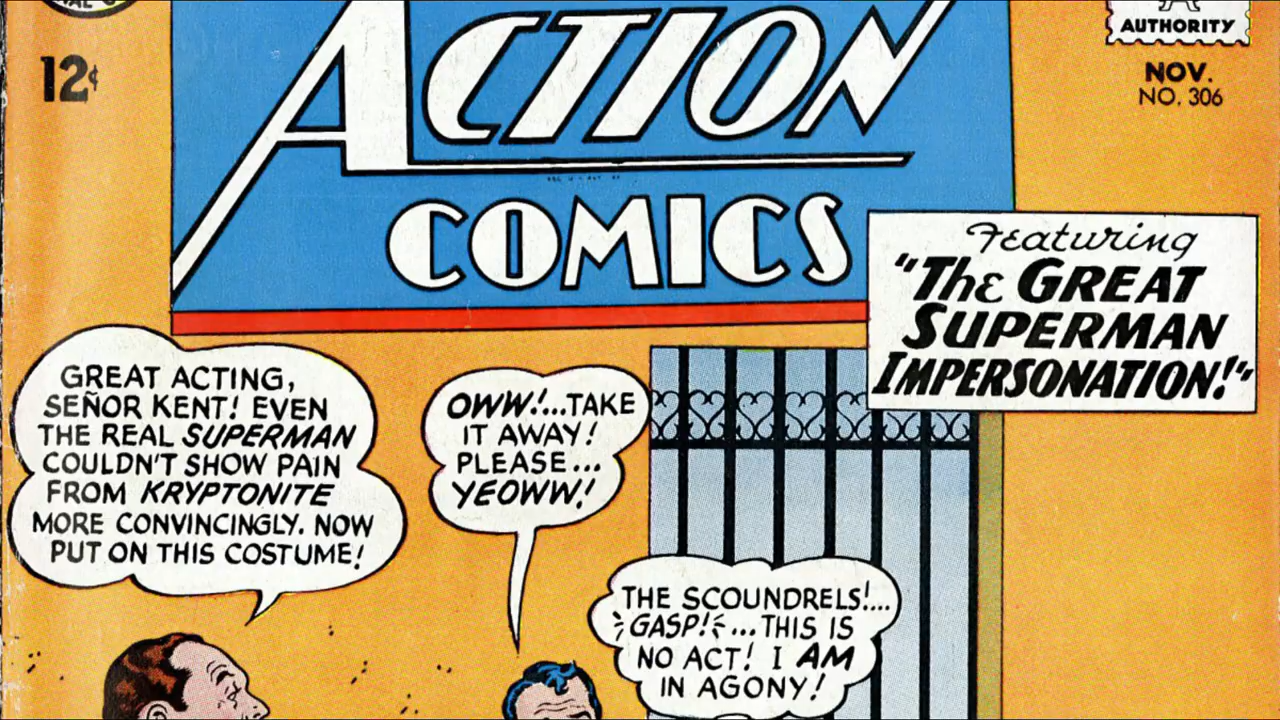 12¢
ACTION
COMICS
AUTHORITY
NOV.
NO. 306
Featuring
"The GREAT
SUPERMAN
IMPERSONATION!"
GREAT ACTING,
SEÑOR KENT! EVEN
THE REAL SUPERMAN
COULDN'T SHOW PAIN
FROM KRYPTONITE
MORE CONVINCINGLY. NOW
PUT ON THIS COSTUME!
OWW!...TAKE
IT AWAY!
PLEASE...
YEOWW!
THE SCOUNDRELS!...
GASP!...THIS IS
NO ACT! I AM
IN AGONY!